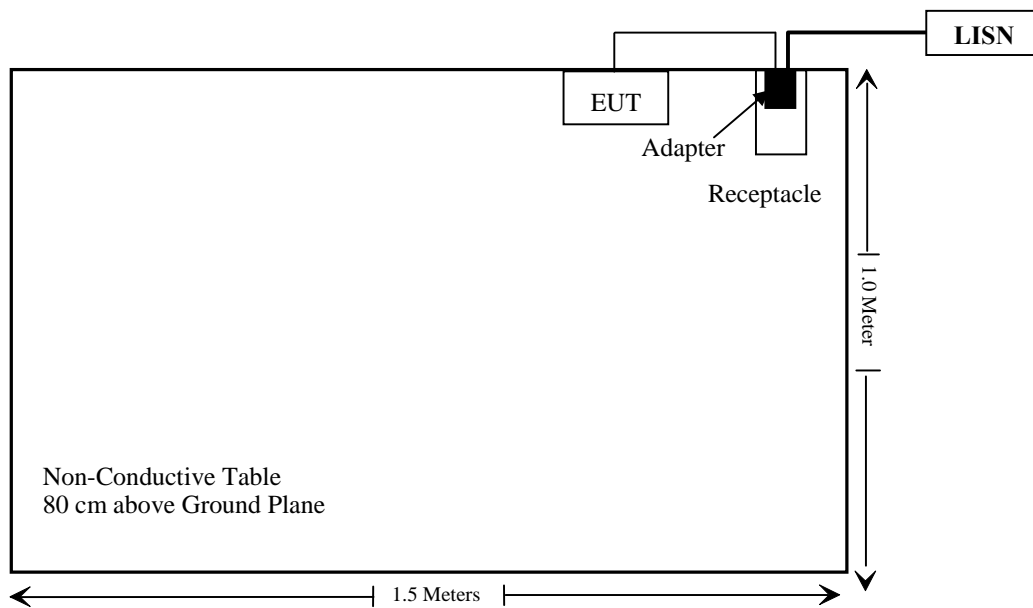 LISN
EUT
Adapter
Receptacle
1.0 Meter
Non-Conductive Table
80 cm above Ground Plane
1.5 Meters